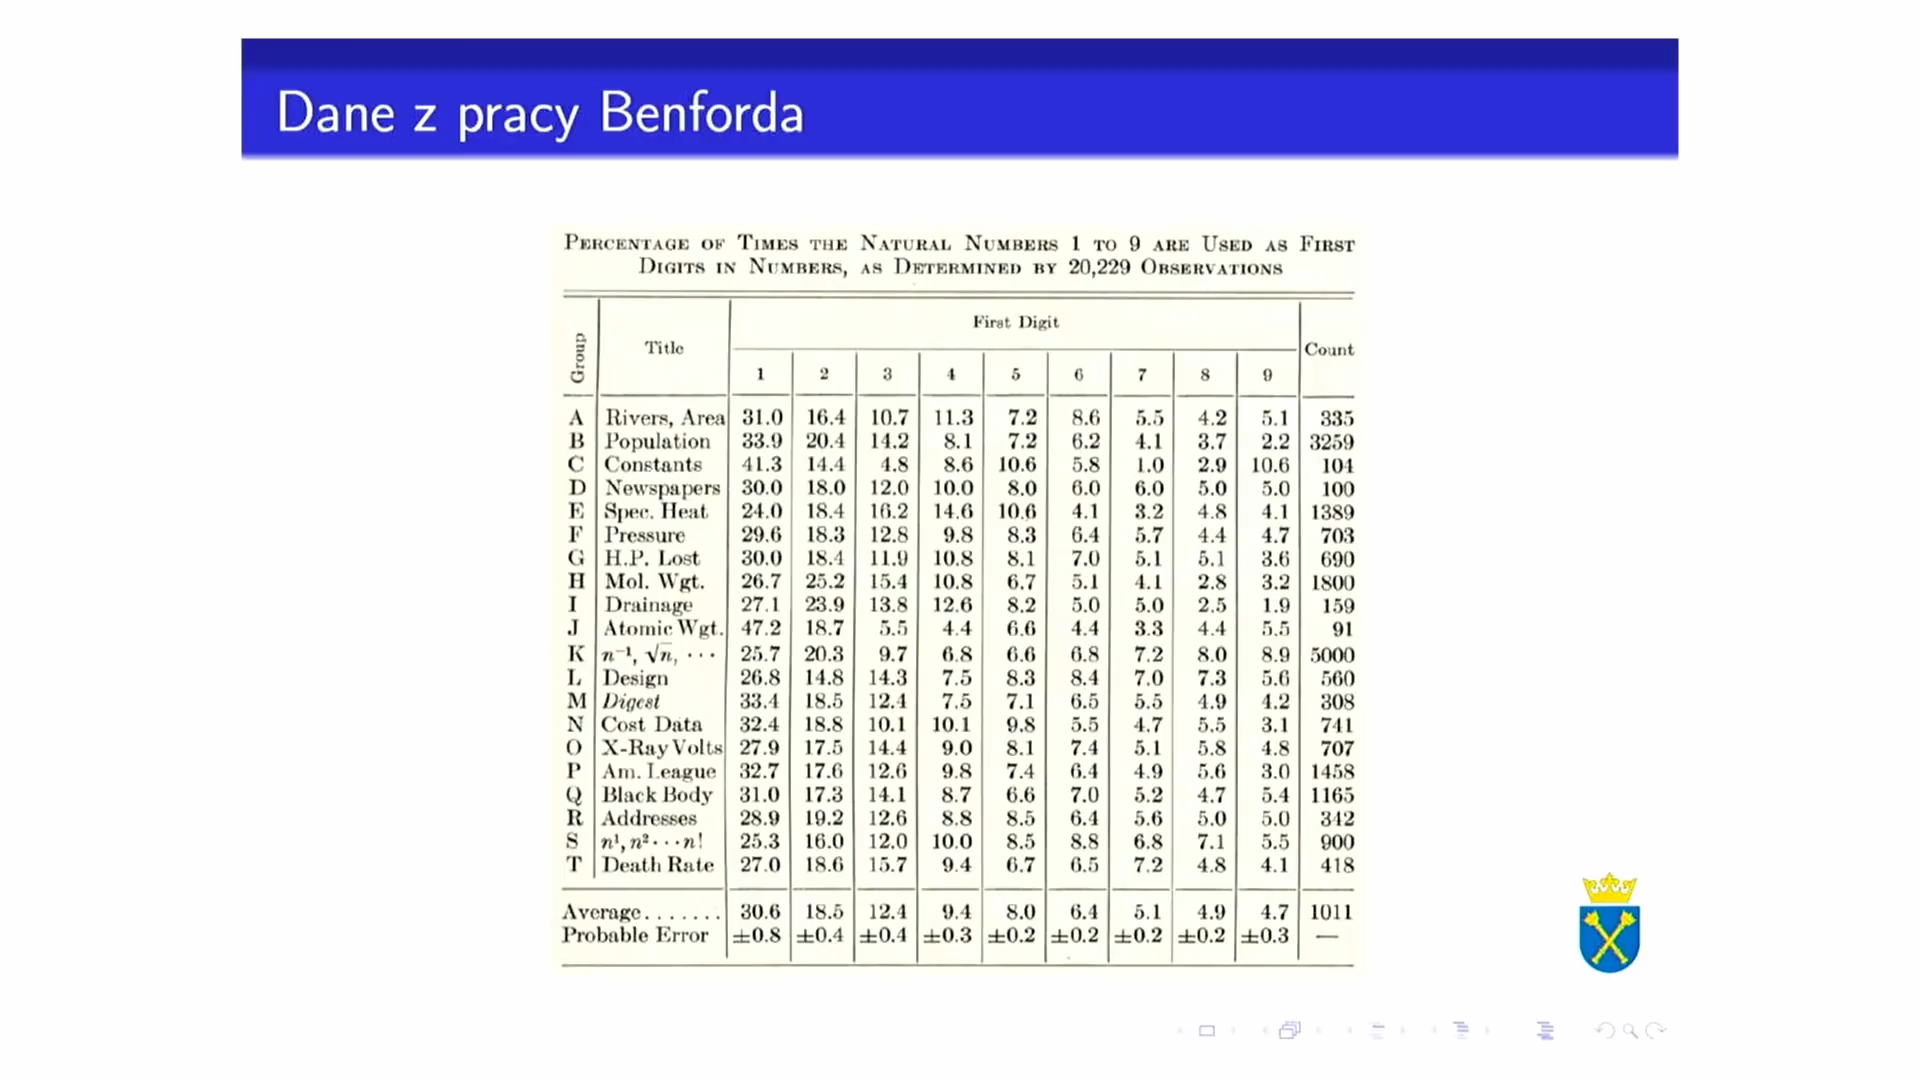 Dane z pracy Benforda
PERCENTAGE OF TIMES THE NATURAL NUMBERS 1 TO 9 ARE USED AS FIRST
DIGITS IN NUMBERS, AS DETERMINED BY 20,229 OBSERVATIONS
Group Title First Digit Count
1 2 3 4 5 6 7 8 9
A Rivers, Area 31.0 16.4 10.7 11.3 7.2 8.6 5.5 4.2 5.1 335
B Population 33.9 20.4 14.2 8.1 7.2 6.2 4.1 3.7 2.2 3259
C Constants 41.3 14.4 4.8 8.6 10.6 5.8 1.0 2.9 10.6 104
D Newspapers 30.0 18.0 12.0 10.0 8.0 6.0 6.0 5.0 5.0 100
E Spec. Heat 24.0 18.4 16.2 14.6 10.6 4.1 3.2 4.8 4.1 1389
F Pressure 29.6 18.3 12.8 9.8 8.3 6.4 5.7 4.4 4.7 703
G H.P. Lost 30.0 18.4 11.9 10.8 8.1 7.0 5.1 5.1 3.6 690
H Mol. Wgt. 26.7 25.2 15.4 10.8 6.7 5.1 4.1 2.8 3.2 1800
I Drainage 27.1 23.9 13.8 12.6 8.2 5.0 5.0 2.5 1.9 159
J Atomic Wgt. 47.2 18.7 5.5 4.4 6.6 4.4 3.3 4.4 5.5 91
K n⁻¹, √n, ··· 25.7 20.3 9.7 6.8 6.6 6.8 7.2 8.0 8.9 5000
L Design 26.8 14.8 14.3 7.5 8.3 8.4 7.0 7.3 5.6 560
M Digest 33.4 18.5 12.4 7.5 7.1 6.5 5.5 4.9 4.2 308
N Cost Data 32.4 18.8 10.1 10.1 9.8 5.5 4.7 5.5 3.1 741
O X-Ray Volts 27.9 17.5 14.4 9.0 8.1 7.4 5.1 5.8 4.8 707
P Am. League 32.7 17.6 12.6 9.8 7.4 6.4 4.9 5.6 3.0 1458
Q Black Body 31.0 17.3 14.1 8.7 6.6 7.0 5.2 4.7 5.4 1165
R Addresses 28.9 19.2 12.6 8.8 8.5 6.4 5.6 5.0 5.0 342
S n¹, n²···n! 25.3 16.0 12.0 10.0 8.5 8.8 6.8 7.1 5.5 900
T Death Rate 27.0 18.6 15.7 9.4 6.7 6.5 7.2 4.8 4.1 418
Average....... 30.6 18.5 12.4 9.4 8.0 6.4 5.1 4.9 4.7 1011
Probable Error ±0.8 ±0.4 ±0.4 ±0.3 ±0.2 ±0.2 ±0.2 ±0.2 ±0.3 —